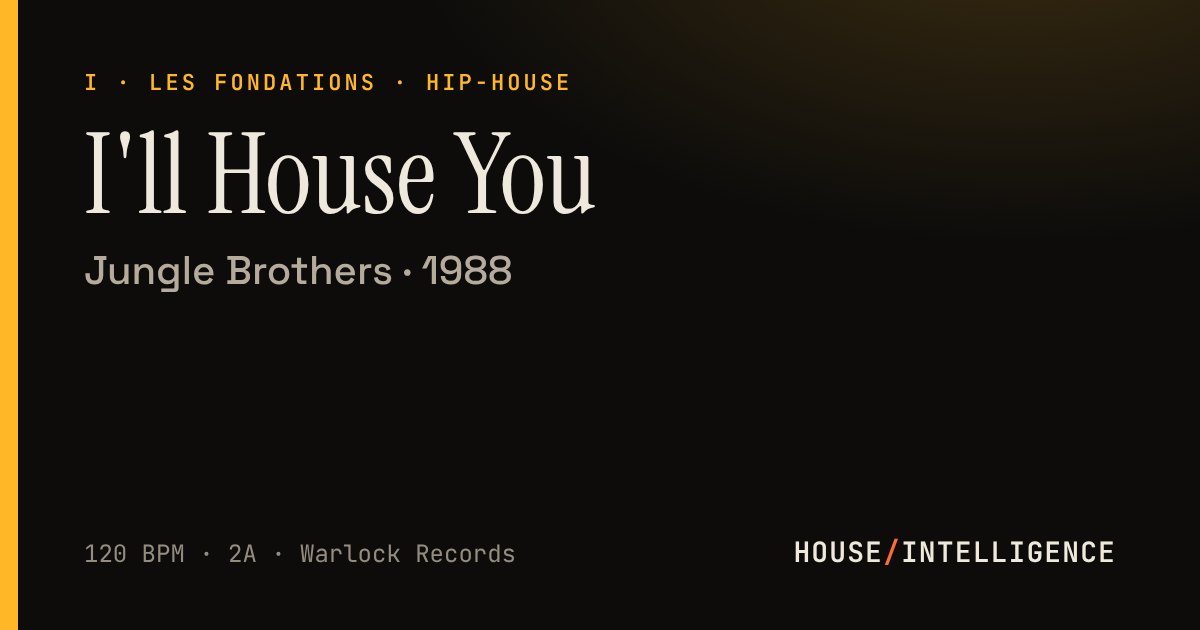 I · LES FONDATIONS · HIP-HOUSE
I'll House You
Jungle Brothers · 1988
120 BPM · 2A · Warlock Records
HOUSE/INTELLIGENCE